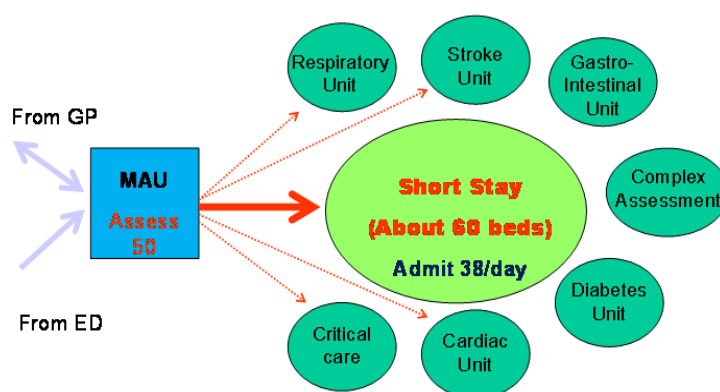 From GP
From ED
MAU
Assess
50
Respiratory
Unit
Stroke
Unit
Gastro-
Intestinal
Unit
Short Stay
(About 60 beds)
Admit 38/day
Complex
Assessment
Diabetes
Unit
Cardiac
Unit
Critical
care